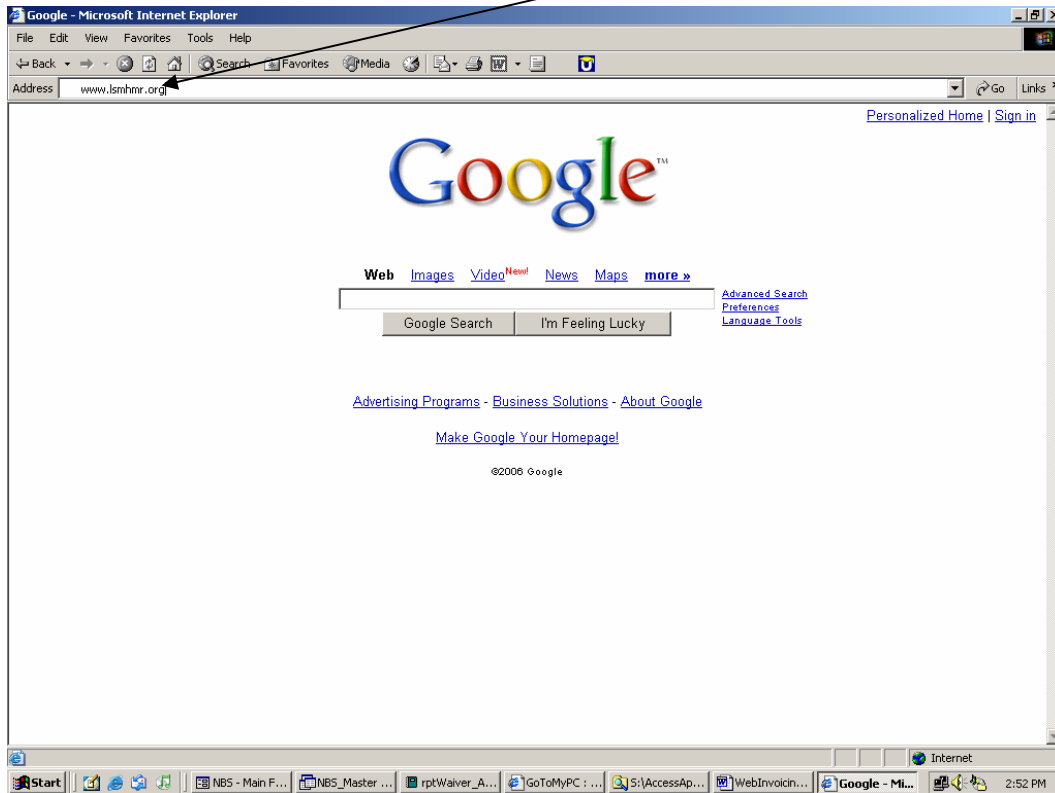 Google - Microsoft Internet Explorer
File Edit View Favorites Tools Help
Back Search Favorites Media
Address www.lsmhmr.org Go Links
Personalized Home | Sign in
Google™
Web Images Video New! News Maps more »
Advanced Search
Preferences
Language Tools
Google Search I'm Feeling Lucky
Advertising Programs - Business Solutions - About Google
Make Google Your Homepage!
©2006 Google
Internet
Start NBS - Main F... NBS_Master ... rptWaiver_A... GoToMyPC : ... S:\AccessAp... WebInvoicin... Google - Mi... 2:52 PM